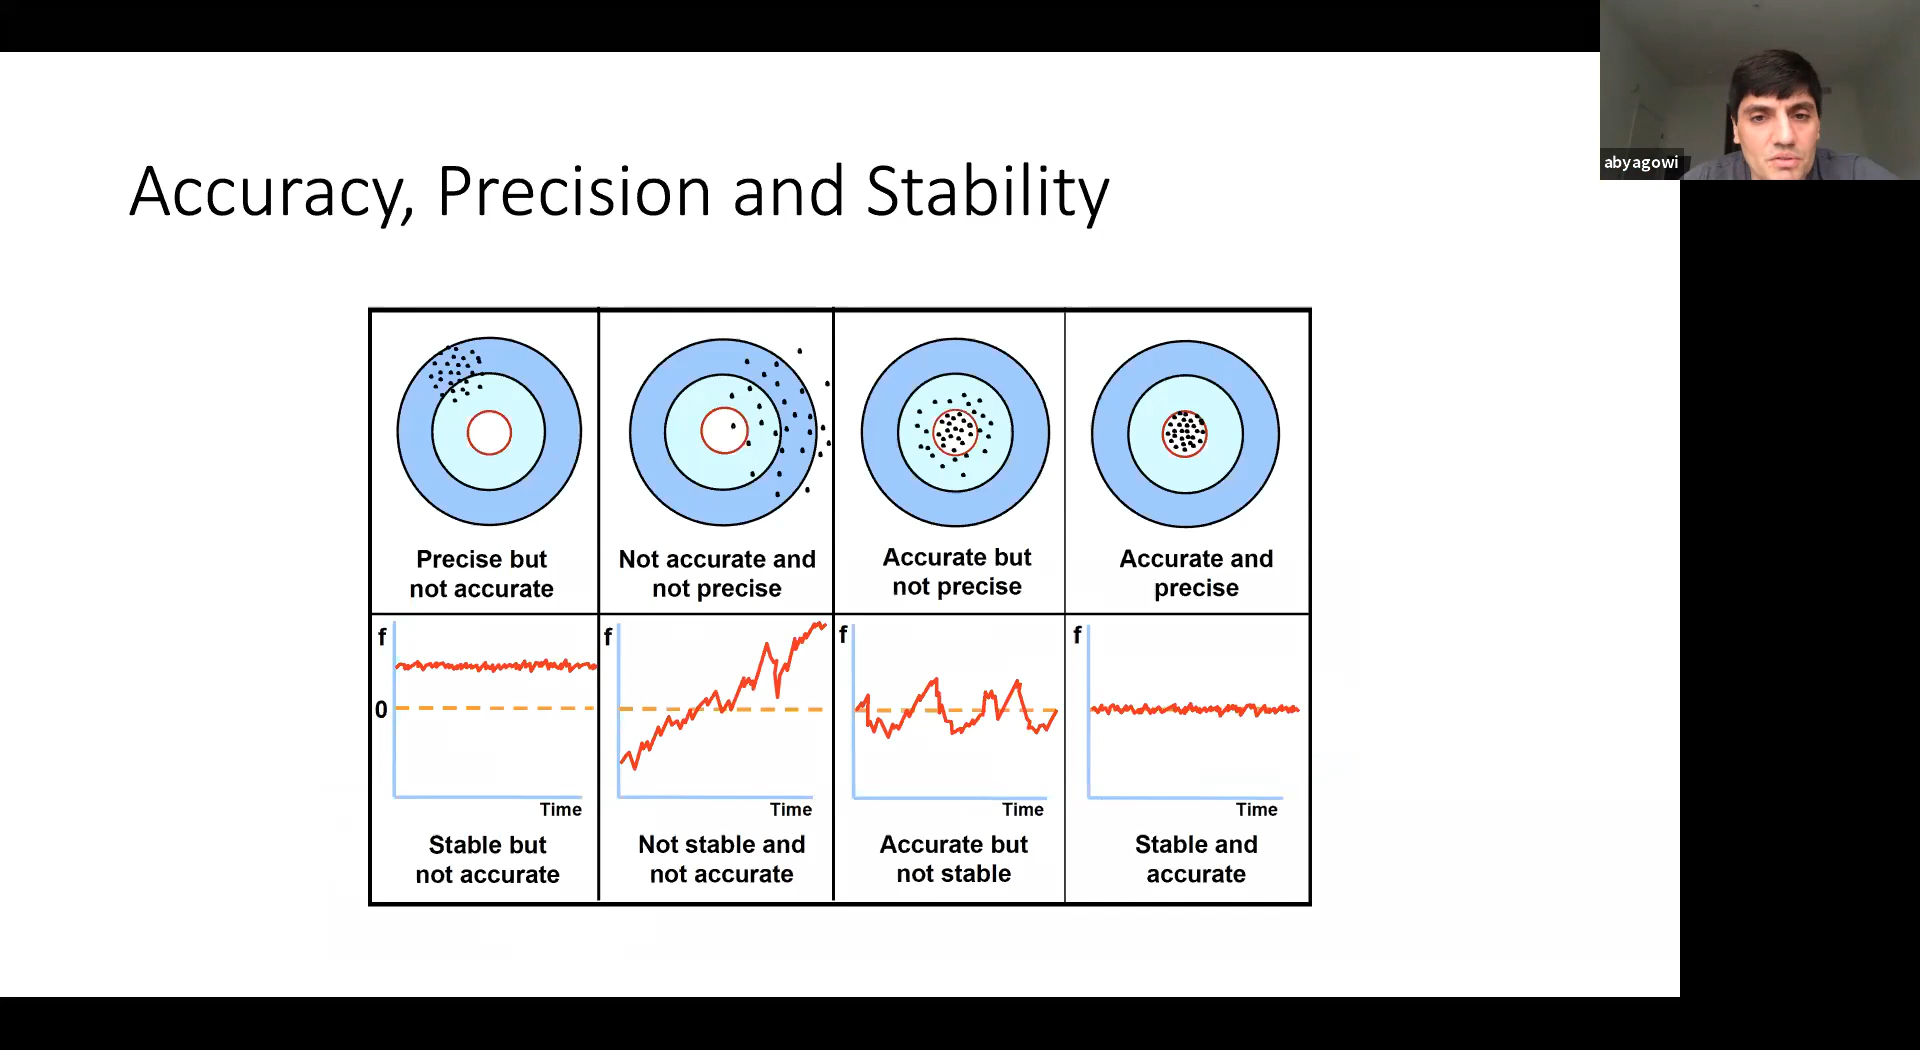 abyagowi
Accuracy, Precision and Stability
Precise but
not accurate
Not accurate and
not precise
Accurate but
not precise
Accurate and
precise
f
0
Time
Stable but
not accurate
f
Time
Not stable and
not accurate
f
Time
Accurate but
not stable
f
Time
Stable and
accurate